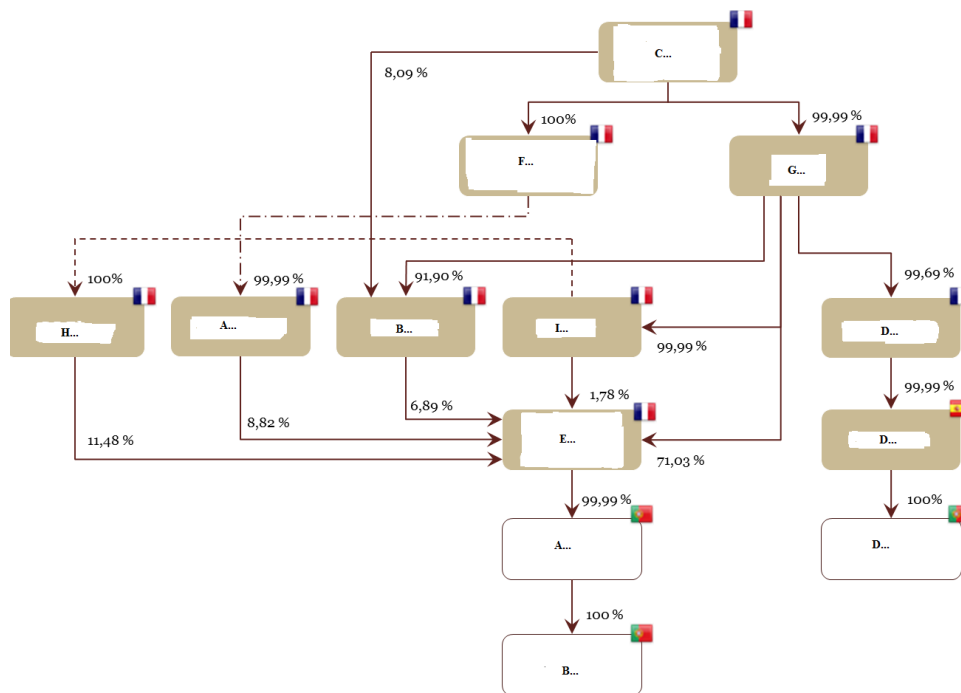 C...
8,09 %
100%
99,99 %
F...
G...
100%
99,99 %
91,90 %
99,69 %
H...
A...
B...
I...
D...
99,99 %
1,78 %
99,99 %
6,89 %
8,82 %
11,48 %
E...
71,03 %
D...
99,99 %
100%
A...
D...
100 %
B...